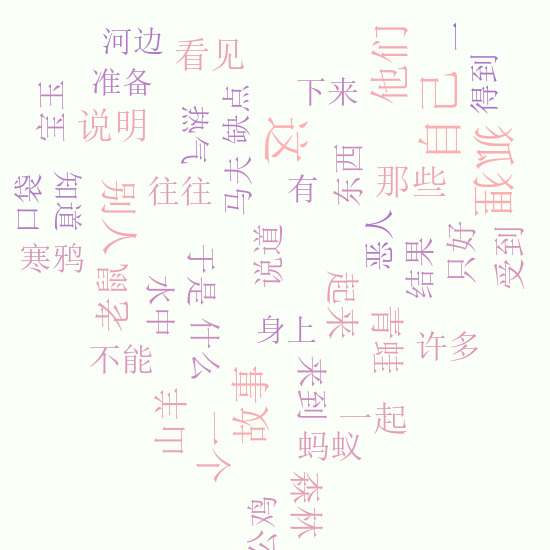 一
河边
看见
他们
得到
准备
下来
自己
宝玉
说明
热气
缺点
这
狐狸
东西
那些
马夫
口袋
知道
别人
往往
有
恶人
寒鸦
说道
结果
只好
受到
老鼠
于是
水中
起来
身上
什么
青蛙
许多
不能
来到
山羊
故事
一个
一起
蚂蚁
森林
公鸡